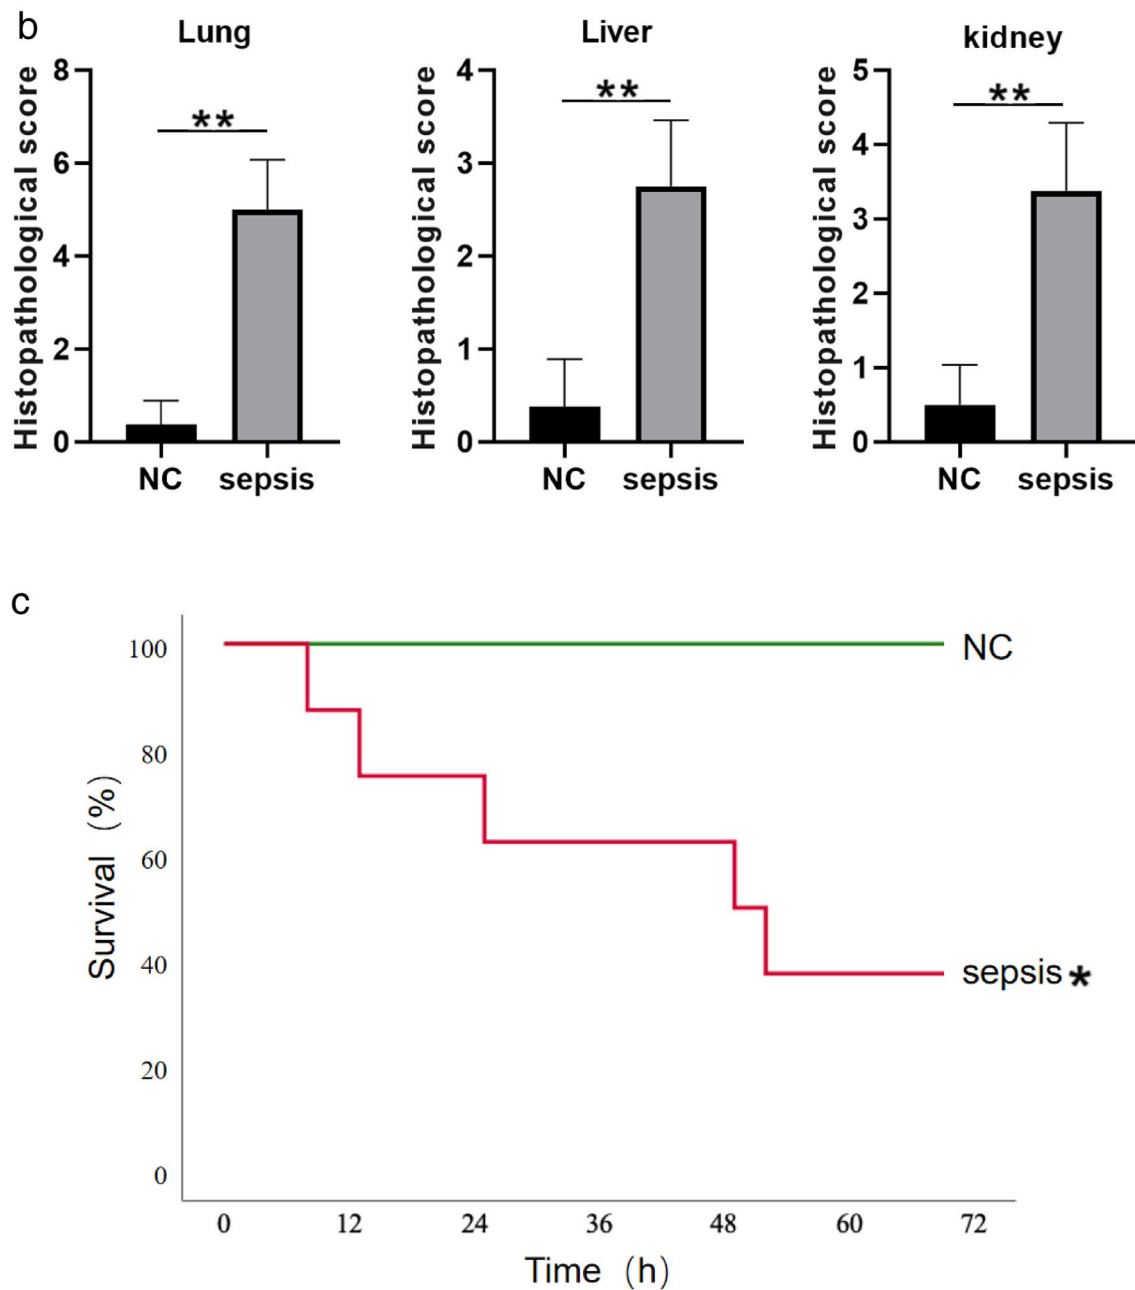 b
Lung
Liver
kidney
Histopathological score
8
6
4
2
0
**
NC sepsis
Histopathological score
4
3
2
1
0
**
NC sepsis
Histopathological score
5
4
3
2
1
0
**
NC sepsis
c
Survival (%)
100
80
60
40
20
0
NC
sepsis*
0 12 24 36 48 60 72
Time (h)